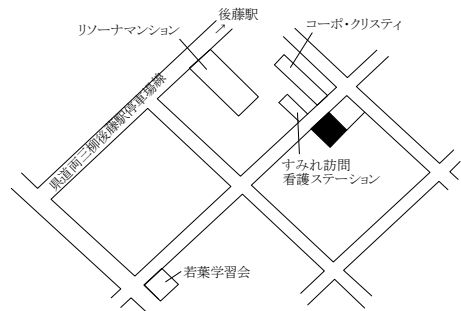 後藤駅
リソーナマンション
コーポ・クリスティ
県道両三柳後藤駅停車場線
すみれ訪問
看護ステーション
若葉学習会